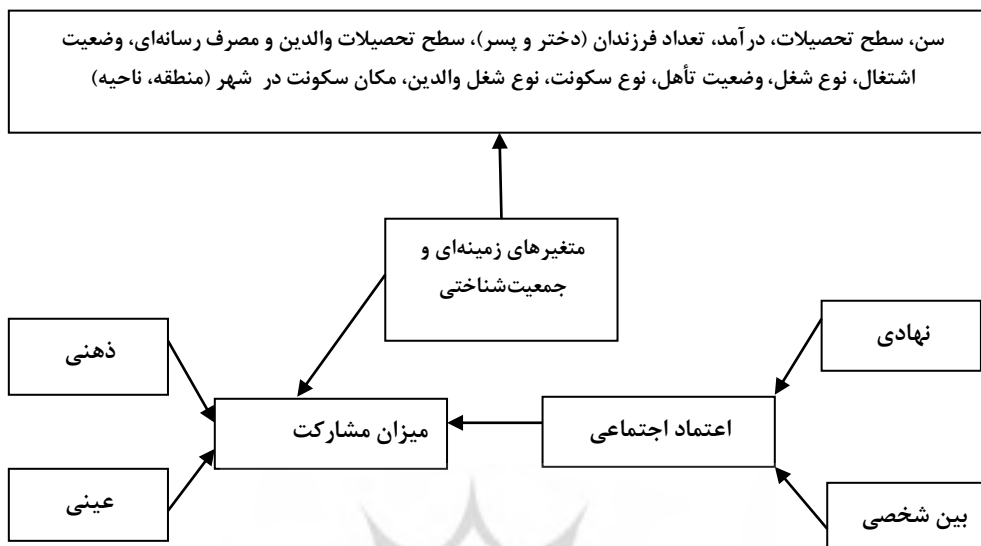 سن، سطح تحصیلات، درآمد، تعداد فرزندان (دختر و پسر)، سطح تحصیلات والدین و مصرف رسانه‌ای، وضعیت
اشتغال، نوع شغل، وضعیت تأهل، نوع سکونت، نوع شغل والدین، مکان سکونت در شهر (منطقه، ناحیه)
متغیرهای زمینه‌ای و
جمعیت‌شناختی
نهادی
ذهنی
اعتماد اجتماعی
میزان مشارکت
بین شخصی
عینی